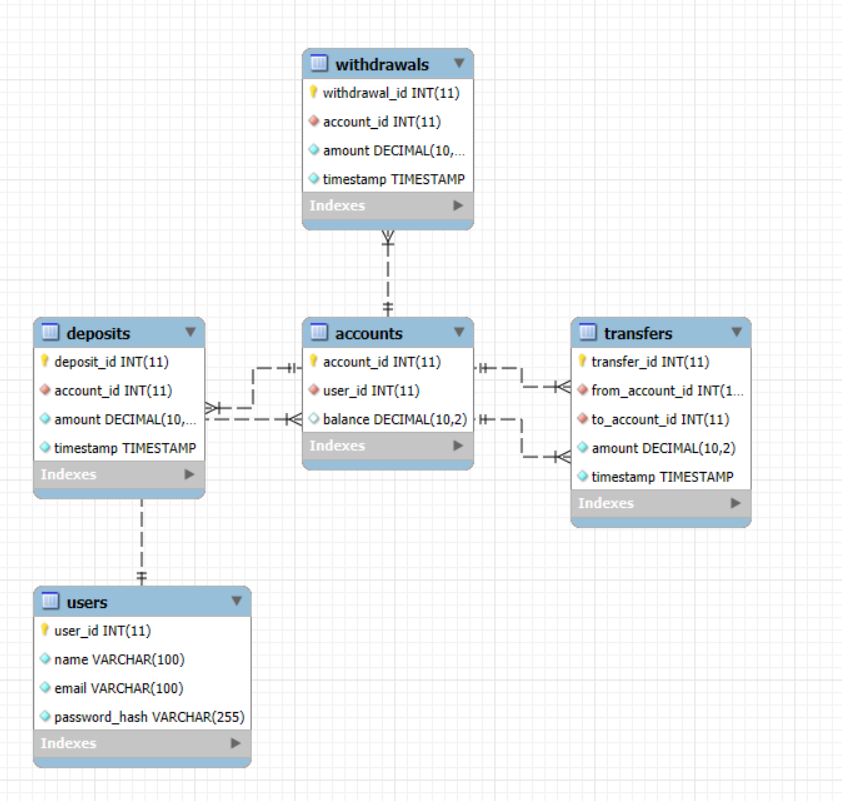 withdrawals
withdrawal_id INT(11)
account_id INT(11)
amount DECIMAL(10,...
timestamp TIMESTAMP
Indexes
deposits
deposit_id INT(11)
account_id INT(11)
amount DECIMAL(10,...
timestamp TIMESTAMP
Indexes
accounts
account_id INT(11)
user_id INT(11)
balance DECIMAL(10,2)
Indexes
transfers
transfer_id INT(11)
from_account_id INT(1...
to_account_id INT(11)
amount DECIMAL(10,2)
timestamp TIMESTAMP
Indexes
users
user_id INT(11)
name VARCHAR(100)
email VARCHAR(100)
password_hash VARCHAR(255)
Indexes